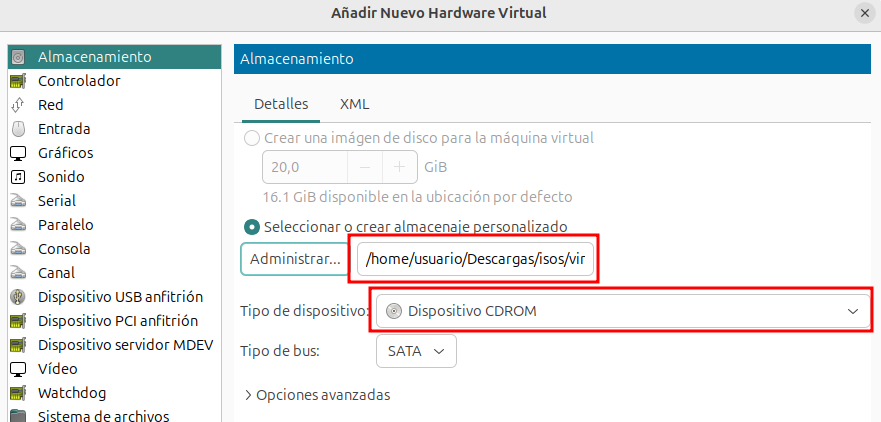 Añadir Nuevo Hardware Virtual
Almacenamiento
Controlador
Red
Entrada
Gráficos
Sonido
Serial
Paralelo
Consola
Canal
Dispositivo USB anfitrión
Dispositivo PCI anfitrión
Dispositivo servidor MDEV
Vídeo
Watchdog
Sistema de archivos
Almacenamiento
Detalles XML
Crear una imágen de disco para la máquina virtual
20,0 − + GiB
16.1 GiB disponible en la ubicación por defecto
Seleccionar o crear almacenaje personalizado
Administrar... /home/usuario/Descargas/isos/vir
Tipo de dispositivo: Dispositivo CDROM
Tipo de bus: SATA
Opciones avanzadas